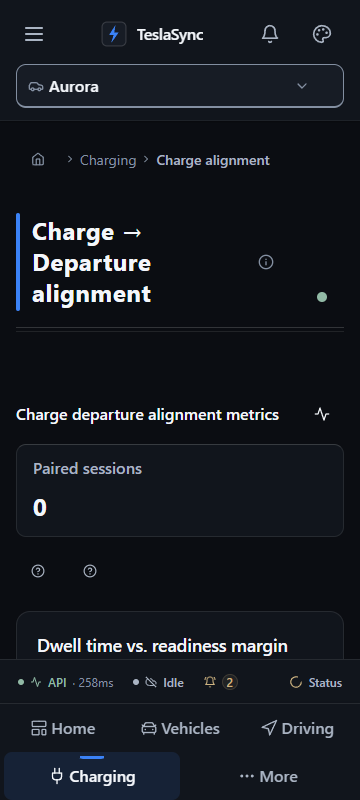 TeslaSync
Aurora
Charging
Charge alignment
Charge →
Departure
alignment
Charge departure alignment metrics
Paired sessions
0
Dwell time vs. readiness margin
API · 258ms
Idle
2
Status
Home
Vehicles
Driving
Charging
More